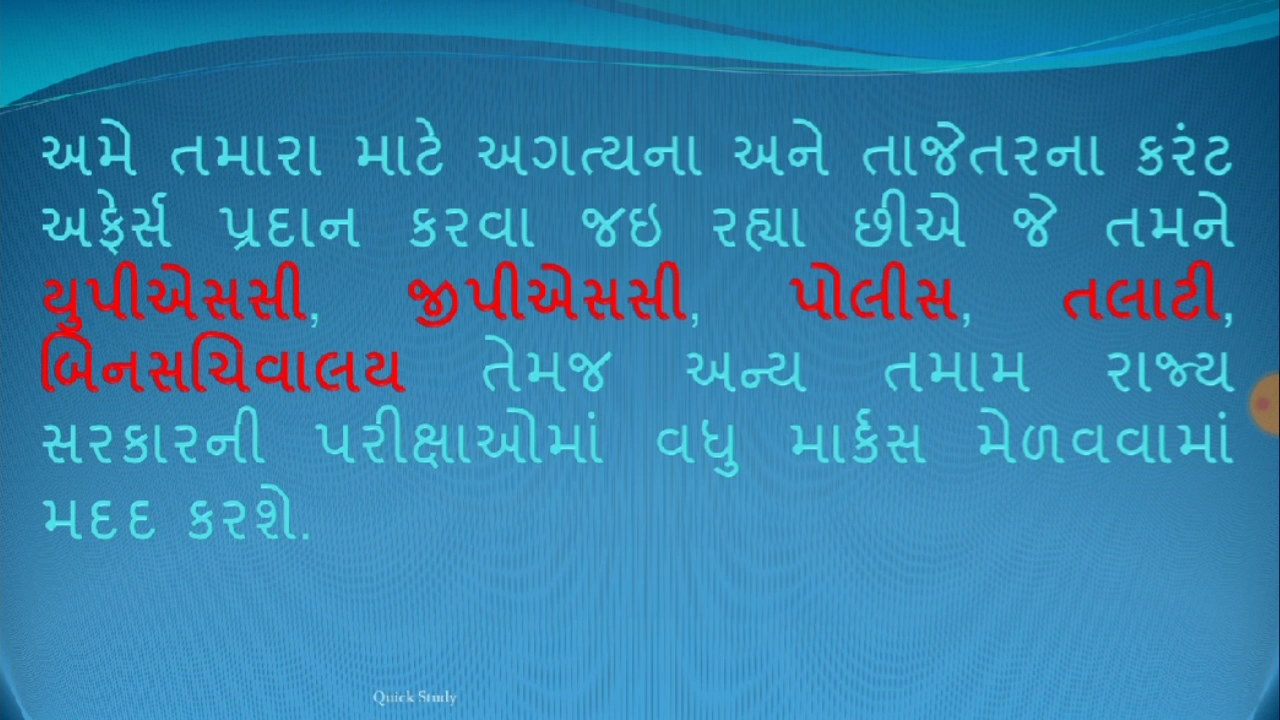 અમે તમારા માટે અગત્યના અને તાજેતરના કરંટ
અફેર્સ પ્રદાન કરવા જઇ રહ્યા છીએ જે તમને
યુપીએસસી, જીપીએસસી, પોલીસ, તલાટી,
બિનસચિવાલય તેમજ અન્ય તમામ રાજ્ય
સરકારની પરીક્ષાઓમાં વધુ માર્કસ મેળવવામાં
મદદ કરશે.
Quick Study